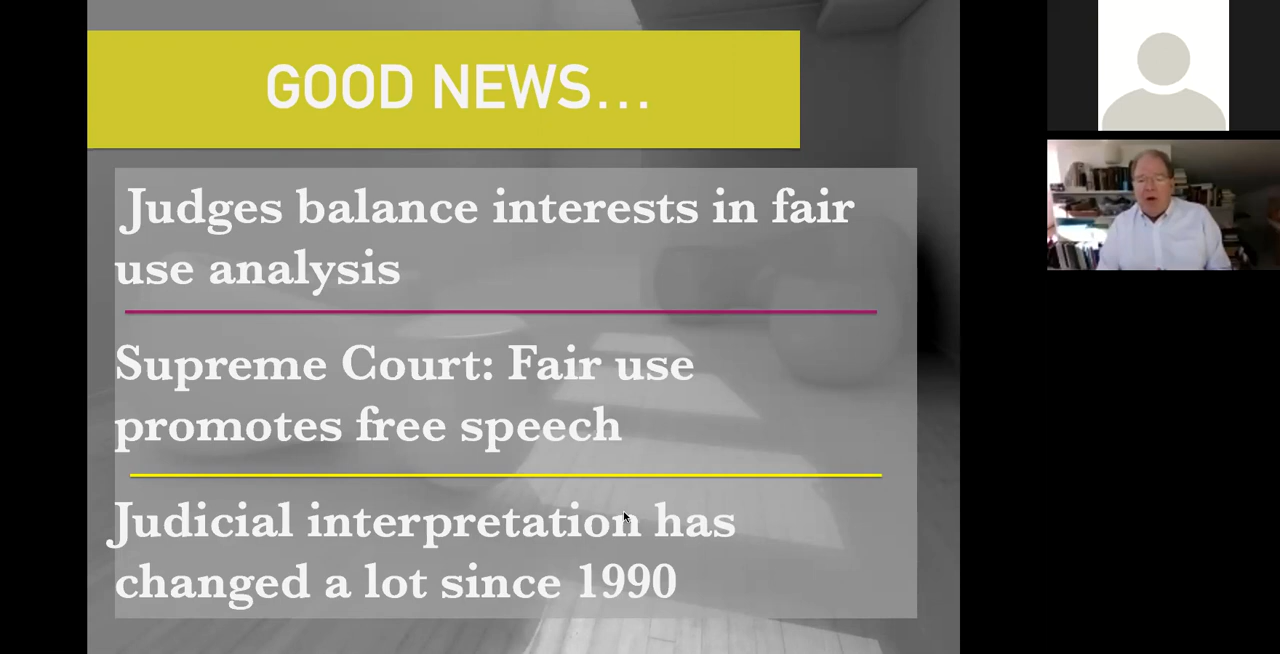 GOOD NEWS...
Judges balance interests in fair
use analysis
Supreme Court: Fair use
promotes free speech
Judicial interpretation has
changed a lot since 1990